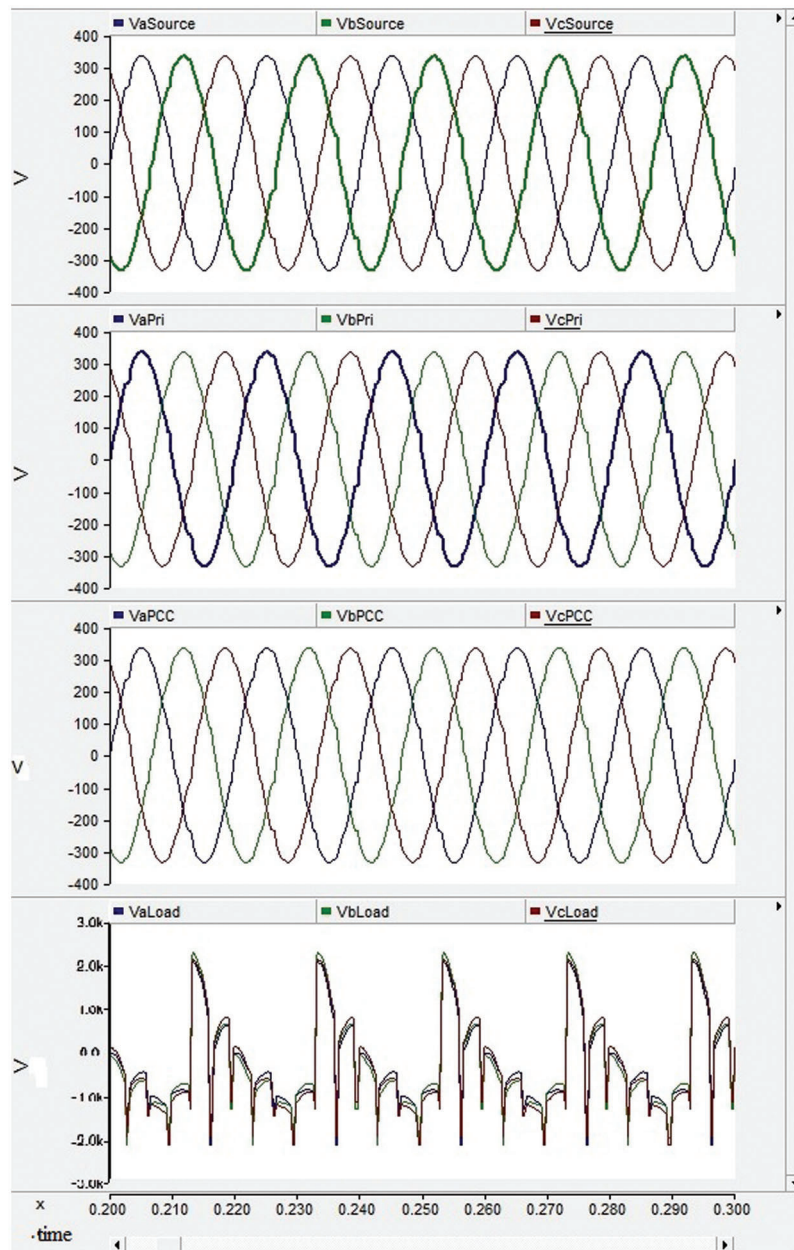 VaSource VbSource VcSource
400
300
200
100
0
-100
-200
-300
-400
V
VaPri VbPri VcPri
400
300
200
100
0
-100
-200
-300
-400
V
VaPCC VbPCC VcPCC
400
300
200
100
0
-100
-200
-300
-400
V
VaLoad VbLoad VcLoad
3.0k
2.0k
1.0k
0.0
-1.0k
-2.0k
-3.0k
V
x 0.200 0.210 0.220 0.230 0.240 0.250 0.260 0.270 0.280 0.290 0.300
time